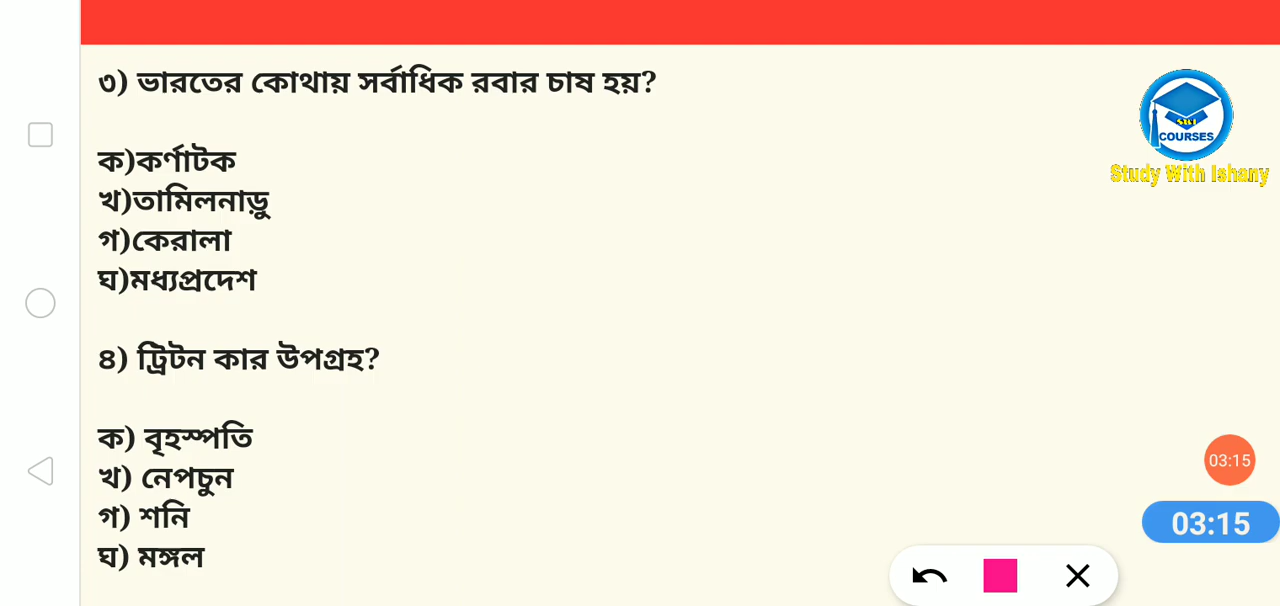 ৩) ভারতের কোথায় সর্বাধিক রবার চাষ হয়?
ক)কর্ণাটক
খ)তামিলনাড়ু
গ)কেরালা
ঘ)মধ্যপ্রদেশ
৪) ট্রিটন কার উপগ্রহ?
ক) বৃহস্পতি
খ) নেপচুন
গ) শনি
ঘ) মঙ্গল
SKI
COURSES
Study With Ishany
03:15
03:15